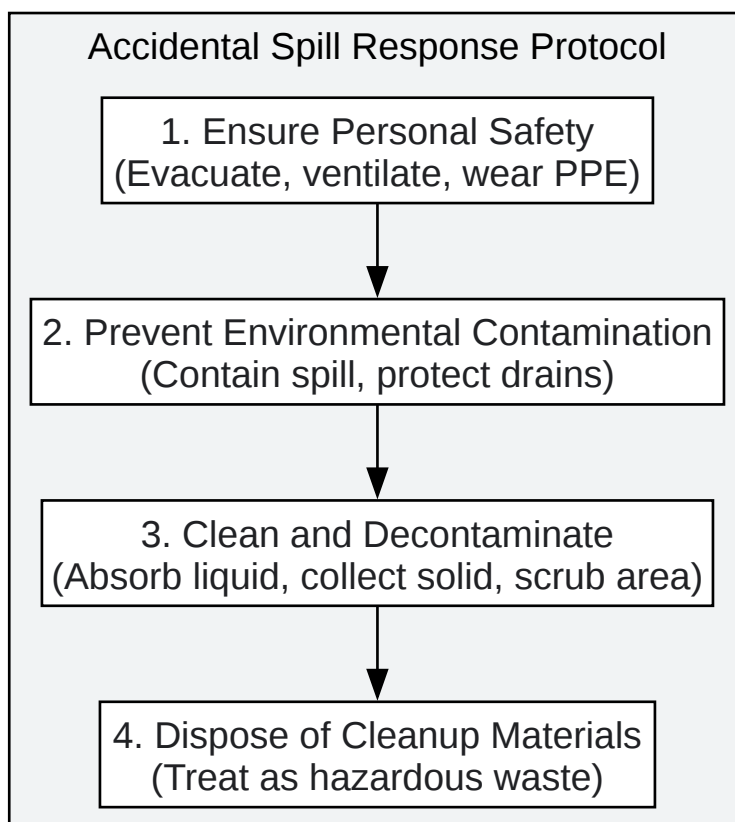 Accidental Spill Response Protocol
1. Ensure Personal Safety
(Evacuate, ventilate, wear PPE)
2. Prevent Environmental Contamination
(Contain spill, protect drains)
3. Clean and Decontaminate
(Absorb liquid, collect solid, scrub area)
4. Dispose of Cleanup Materials
(Treat as hazardous waste)